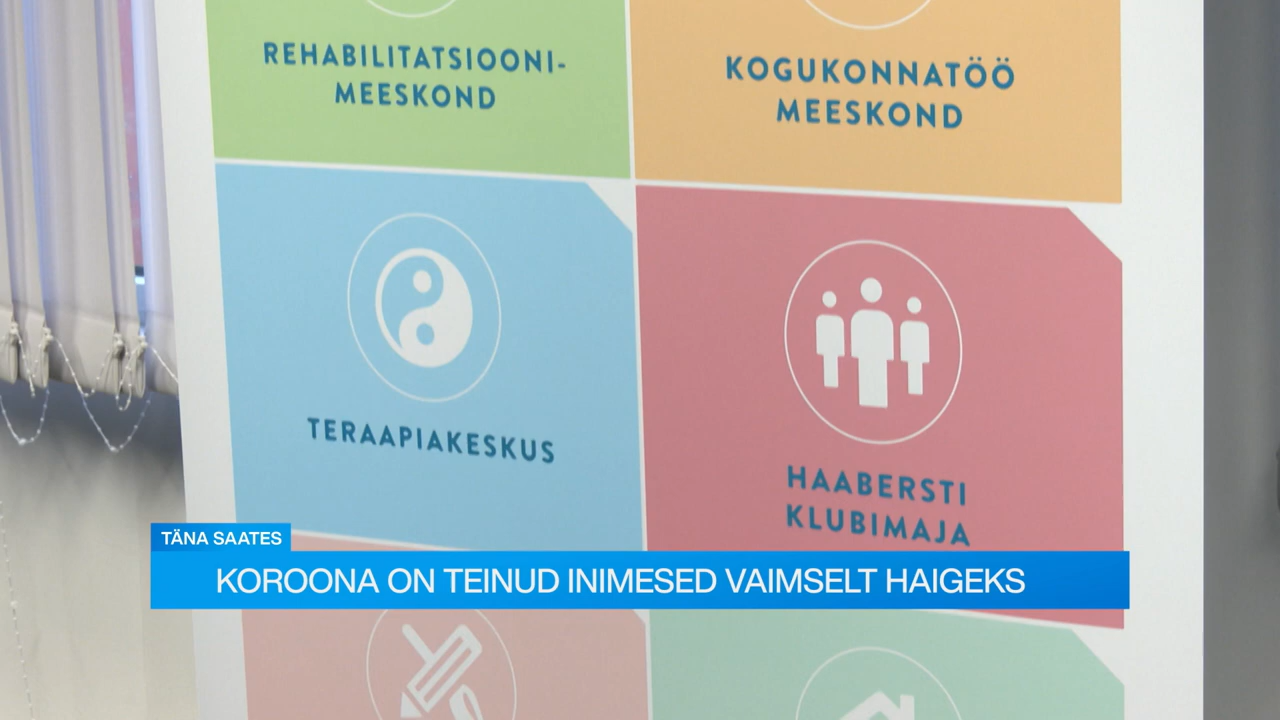 REHABILITATSIOONI-
MEESKOND
KOGUKONNATÖÖ
MEESKOND
TERAAPIAKESKUS
HAABERSTI
KLUBIMAJA
TÄNA SAATES
KOROONA ON TEINUD INIMESED VAIMSELT HAIGEKS